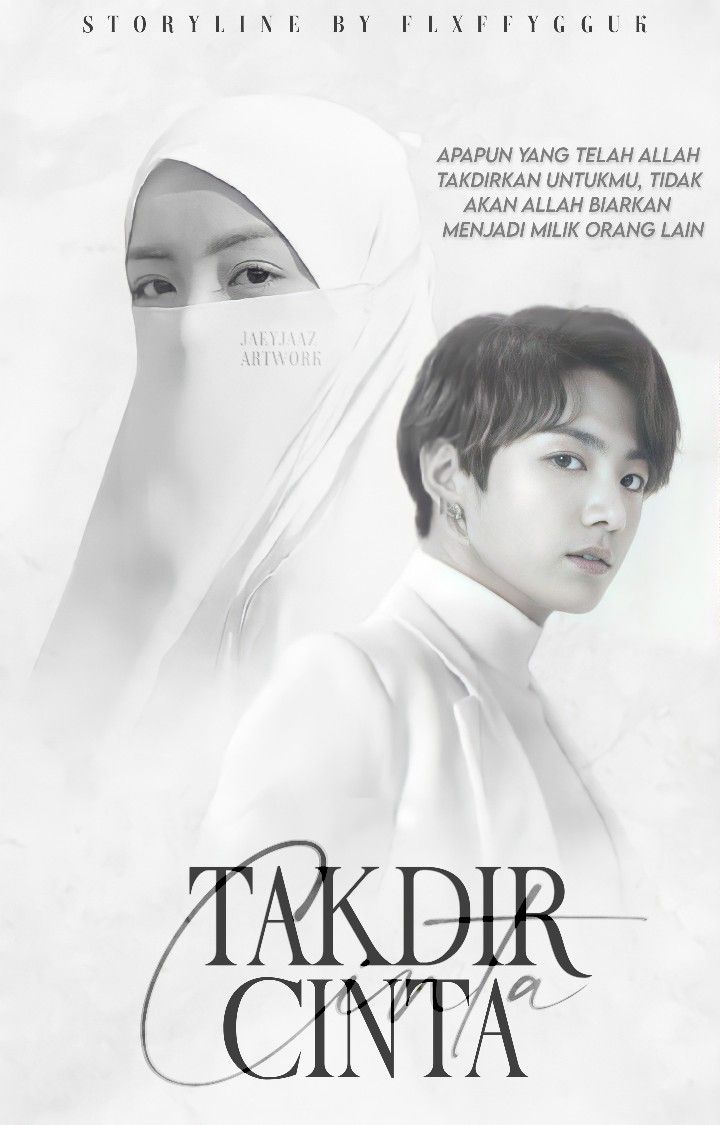 STORYLINE BY FLXFFYGGUK
APAPUN YANG TELAH ALLAH
TAKDIRKAN UNTUKMU, TIDAK
AKAN ALLAH BIARKAN
MENJADI MILIK ORANG LAIN
JAEYJAAZ
ARTWORK
TAKDIR
Cinta
CINTA